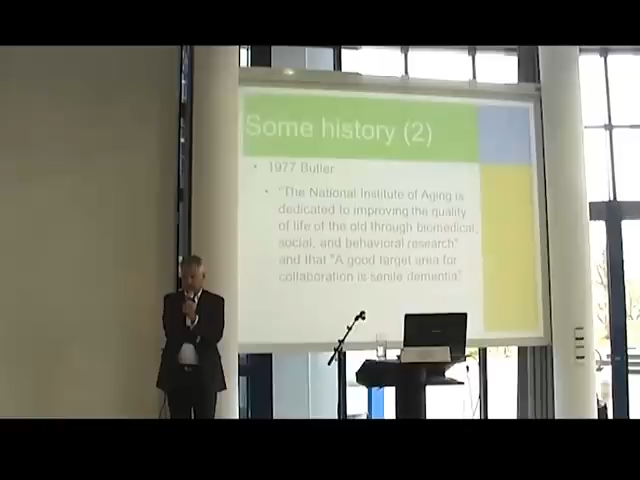 Some history (2)
• 1977 Butler
• "The National Institute of Aging is
dedicated to improving the quality
of life of the old through biomedical,
social, and behavioral research"
and that "A good target area for
collaboration is senile dementia"